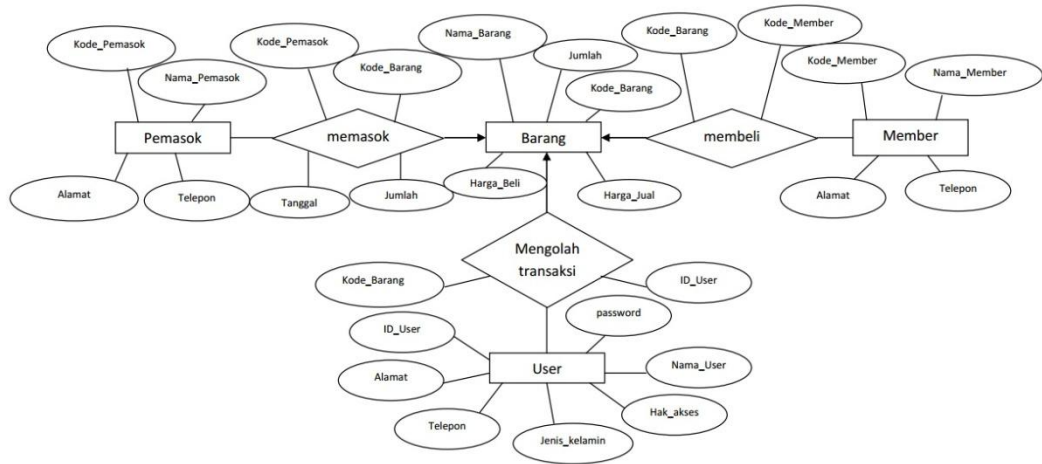 Kode_Pemasok
Kode_Pemasok
Nama_Barang
Jumlah
Kode_Barang
Kode_Member
Nama_Pemasok
Kode_Barang
Kode_Barang
Kode_Member
Nama_Member
Pemasok
memasok
Barang
membeli
Member
Alamat
Telepon
Tanggal
Jumlah
Harga_Beli
Harga_Jual
Alamat
Telepon
Mengolah
transaksi
Kode_Barang
ID_User
ID_User
password
Alamat
User
Nama_User
Telepon
Jenis_kelamin
Hak_akses